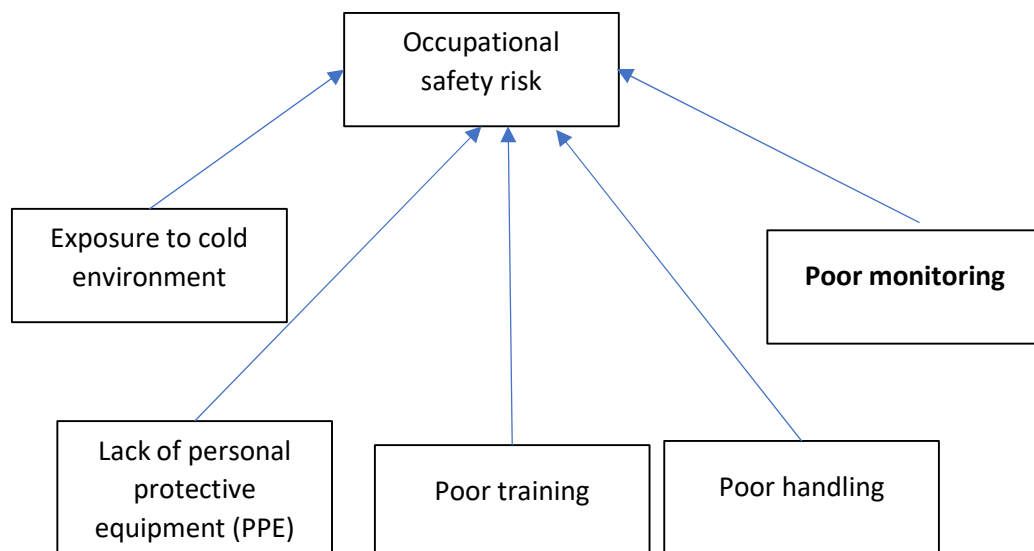 Occupational
safety risk
Exposure to cold
environment
Poor monitoring
Lack of personal
protective
equipment (PPE)
Poor training
Poor handling